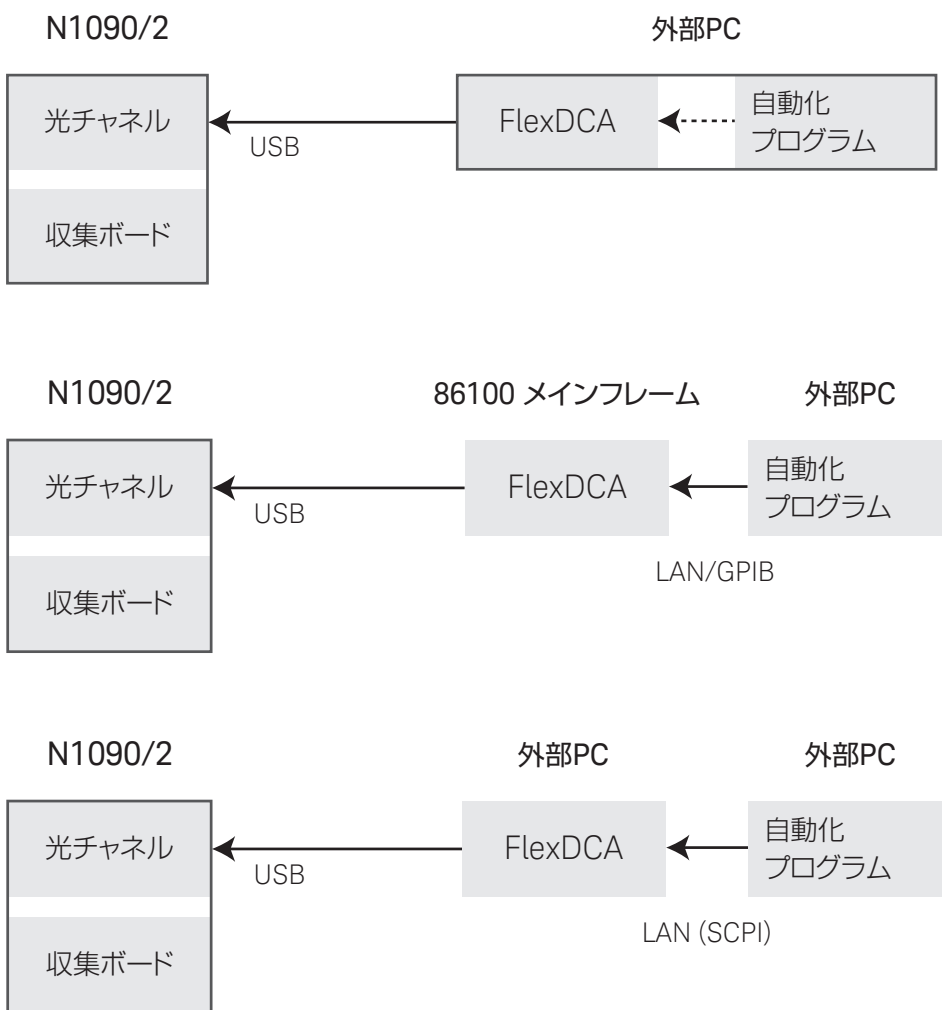 N1090/2
外部PC
光チャネル
USB
FlexDCA
自動化
プログラム
収集ボード
N1090/2
86100 メインフレーム
外部PC
光チャネル
USB
FlexDCA
自動化
プログラム
LAN/GPIB
収集ボード
N1090/2
外部PC
外部PC
光チャネル
USB
FlexDCA
自動化
プログラム
LAN (SCPI)
収集ボード